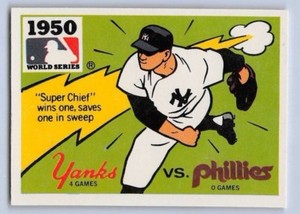 1950
WORLD SERIES
®
"Super Chief"
wins one, saves
one in sweep
NY
Yanks
vs.
Phillies
4 GAMES
0 GAMES